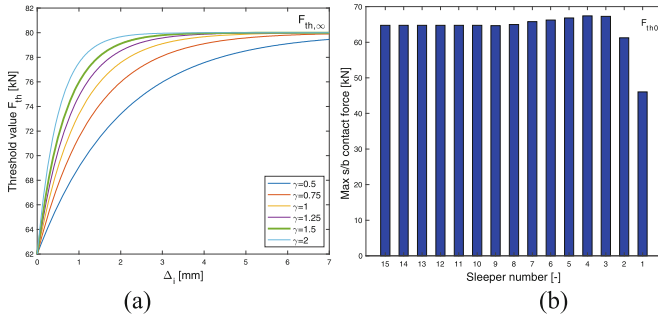 82
80
78
76
74
72
70
68
66
64
62
Threshold value F_th [kN]
F_th,∞
γ=0.5
γ=0.75
γ=1
γ=1.25
γ=1.5
γ=2
0 1 2 3 4 5 6 7
Δ_i [mm]
(a)
70
60
50
40
30
20
10
0
Max s/b contact force [kN]
F_th0
15 14 13 12 11 10 9 8 7 6 5 4 3 2 1
Sleeper number [-]
(b)